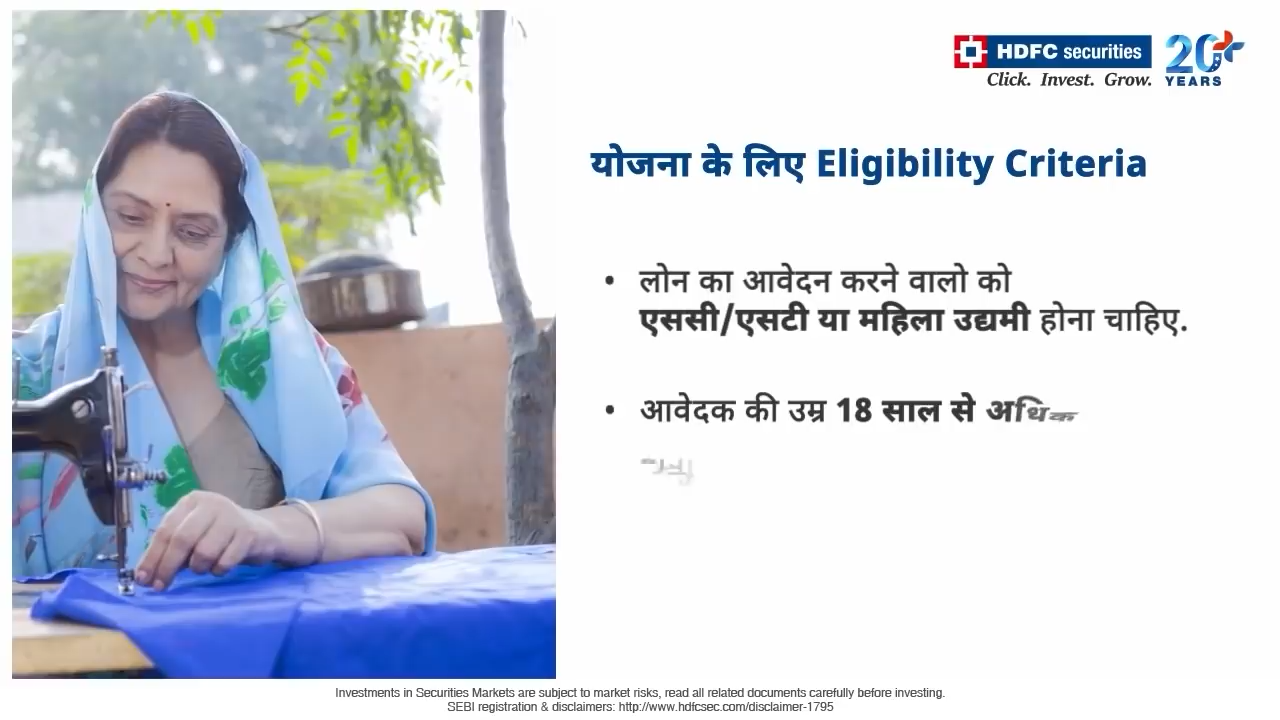 HDFC securities
Click. Invest. Grow.
20+
YEARS
योजना के लिए Eligibility Criteria
• लोन का आवेदन करने वालो को
एससी/एसटी या महिला उद्यमी होना चाहिए.
• आवेदक की उम्र 18 साल से अधिक
Investments in Securities Markets are subject to market risks, read all related documents carefully before investing.
SEBI registration & disclaimers: http://www.hdfcsec.com/disclaimer-1795